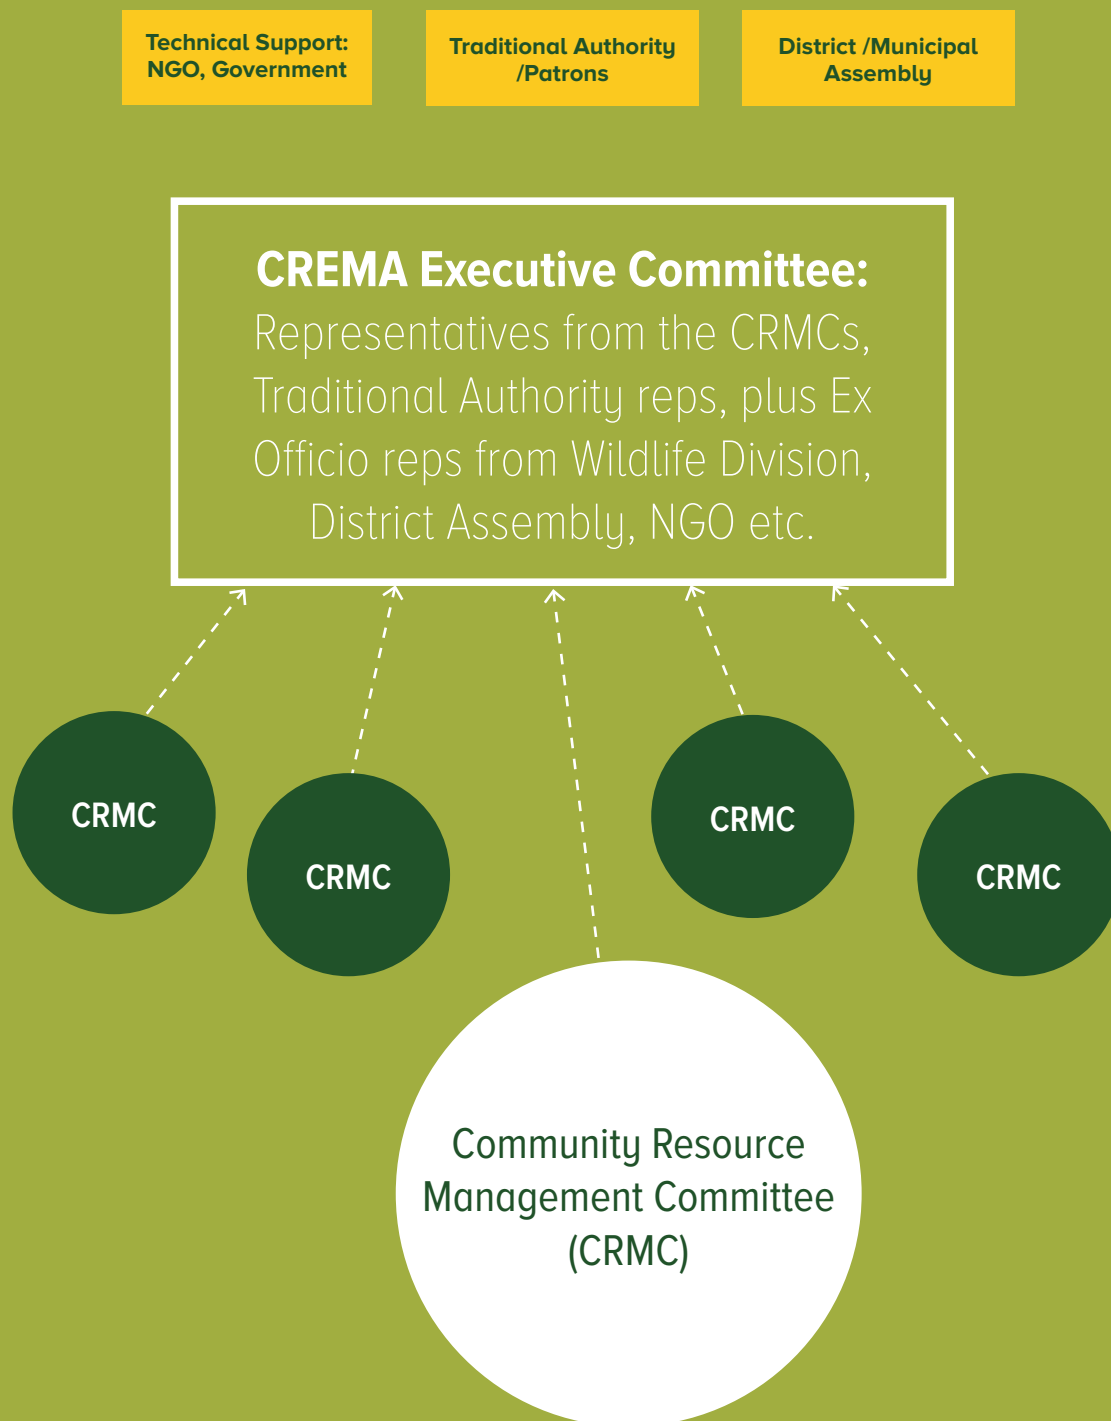 Technical Support:
NGO, Government
Traditional Authority
/Patrons
District /Municipal
Assembly
CREMA Executive Committee:
Representatives from the CRMCs,
Traditional Authority reps, plus Ex
Officio reps from Wildlife Division,
District Assembly, NGO etc.
CRMC
CRMC
CRMC
CRMC
Community Resource
Management Committee
(CRMC)